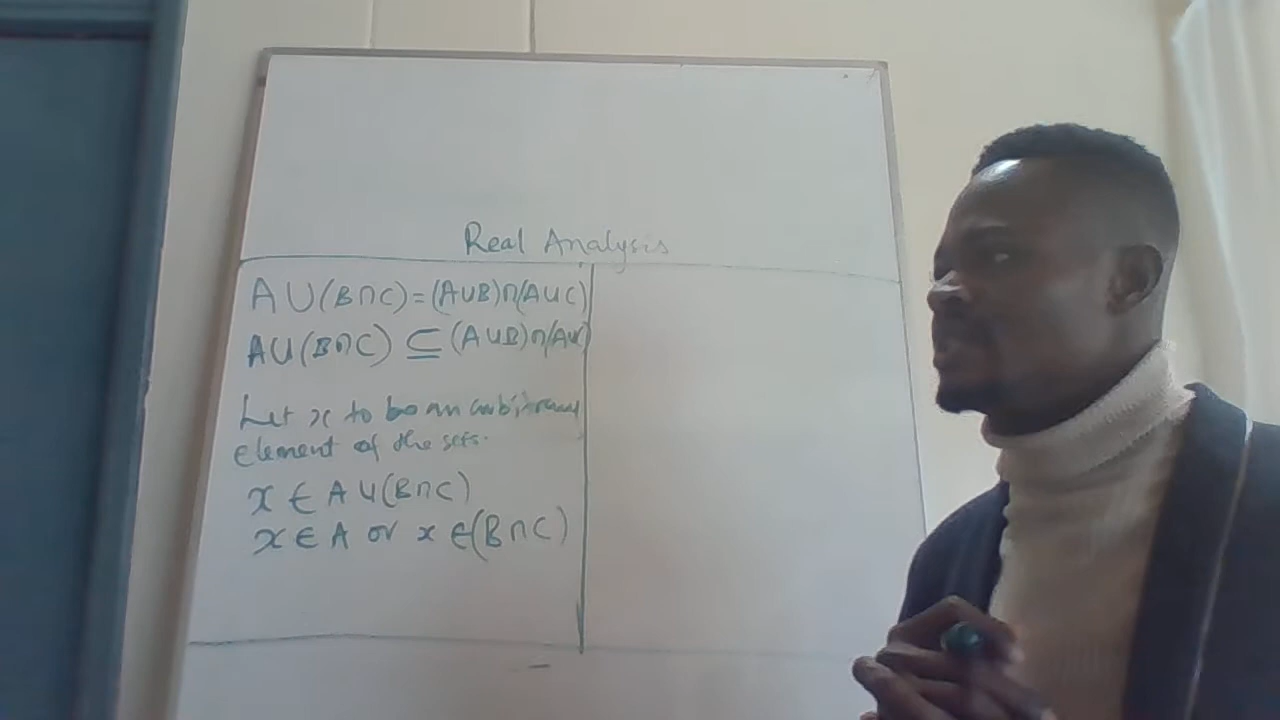 Real Analysis
A∪(B∩C)=(A∪B)∩(A∪C)
A∪(B∩C) ⊆ (A∪B)∩(A∪C)
Let x to be an arbitrary
element of the sets.
x ∈ A∪(B∩C)
x ∈ A or x ∈(B∩C)